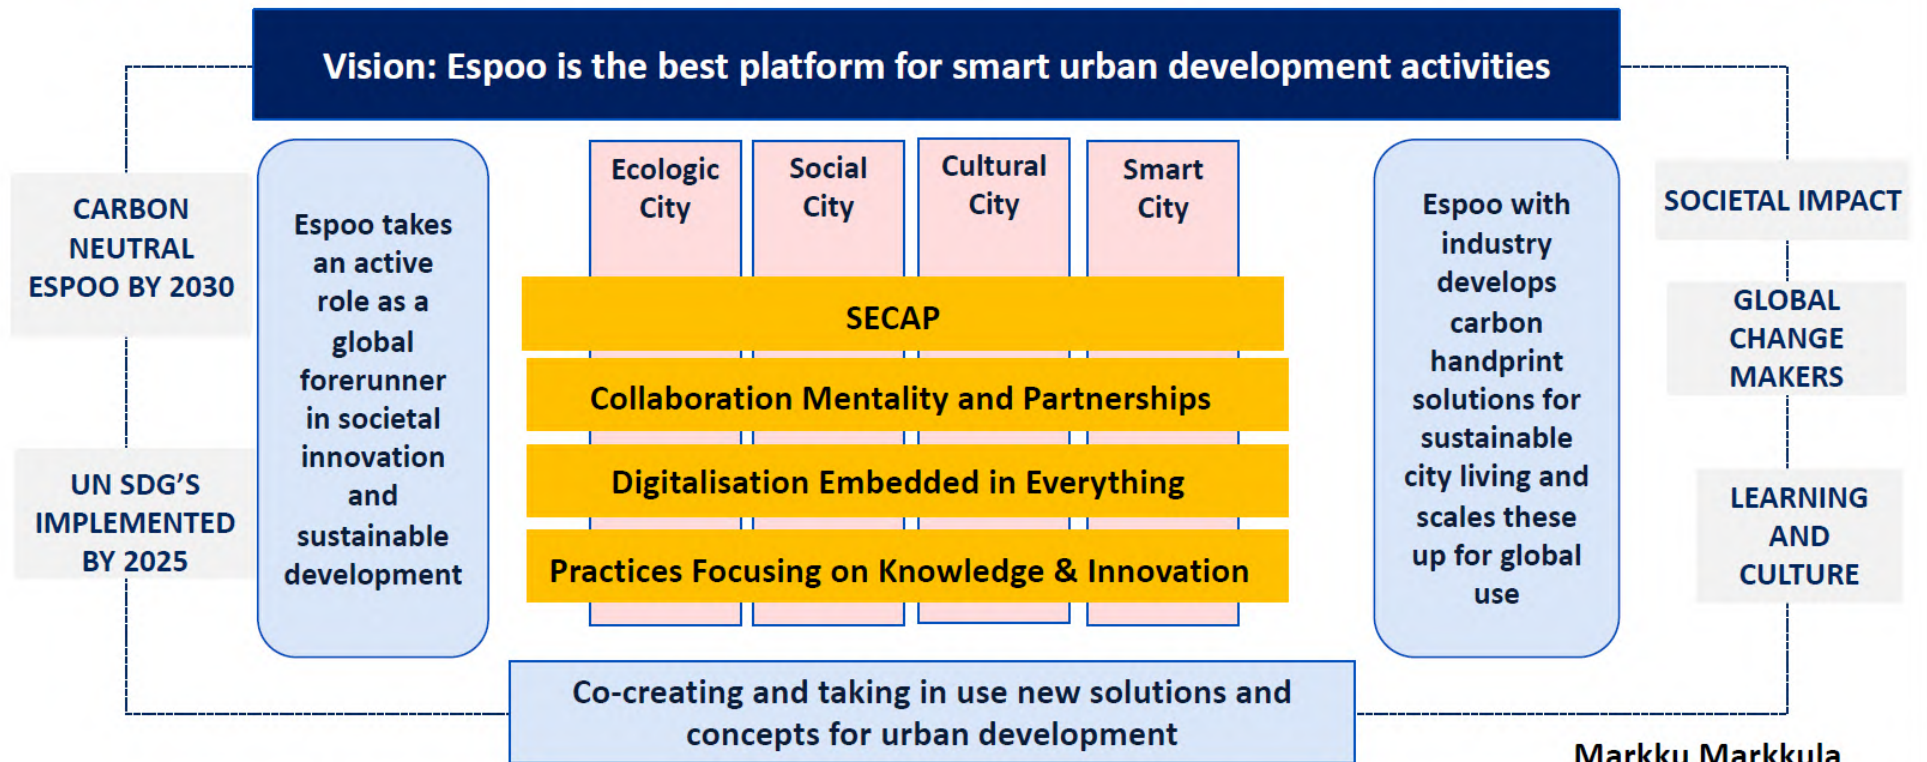 Vision: Espoo is the best platform for smart urban development activities
CARBON
NEUTRAL
ESPOO BY 2030
UN SDG'S
IMPLEMENTED
BY 2025
Espoo takes
an active
role as a
global
forerunner
in societal
innovation
and
sustainable
development
Ecologic
City
Social
City
Cultural
City
Smart
City
SECAP
Collaboration Mentality and Partnerships
Digitalisation Embedded in Everything
Practices Focusing on Knowledge & Innovation
Espoo with
industry
develops
carbon
handprint
solutions for
sustainable
city living and
scales these
up for global
use
SOCIETAL IMPACT
GLOBAL
CHANGE
MAKERS
LEARNING
AND
CULTURE
Co-creating and taking in use new solutions and
concepts for urban development
Markku Markkula